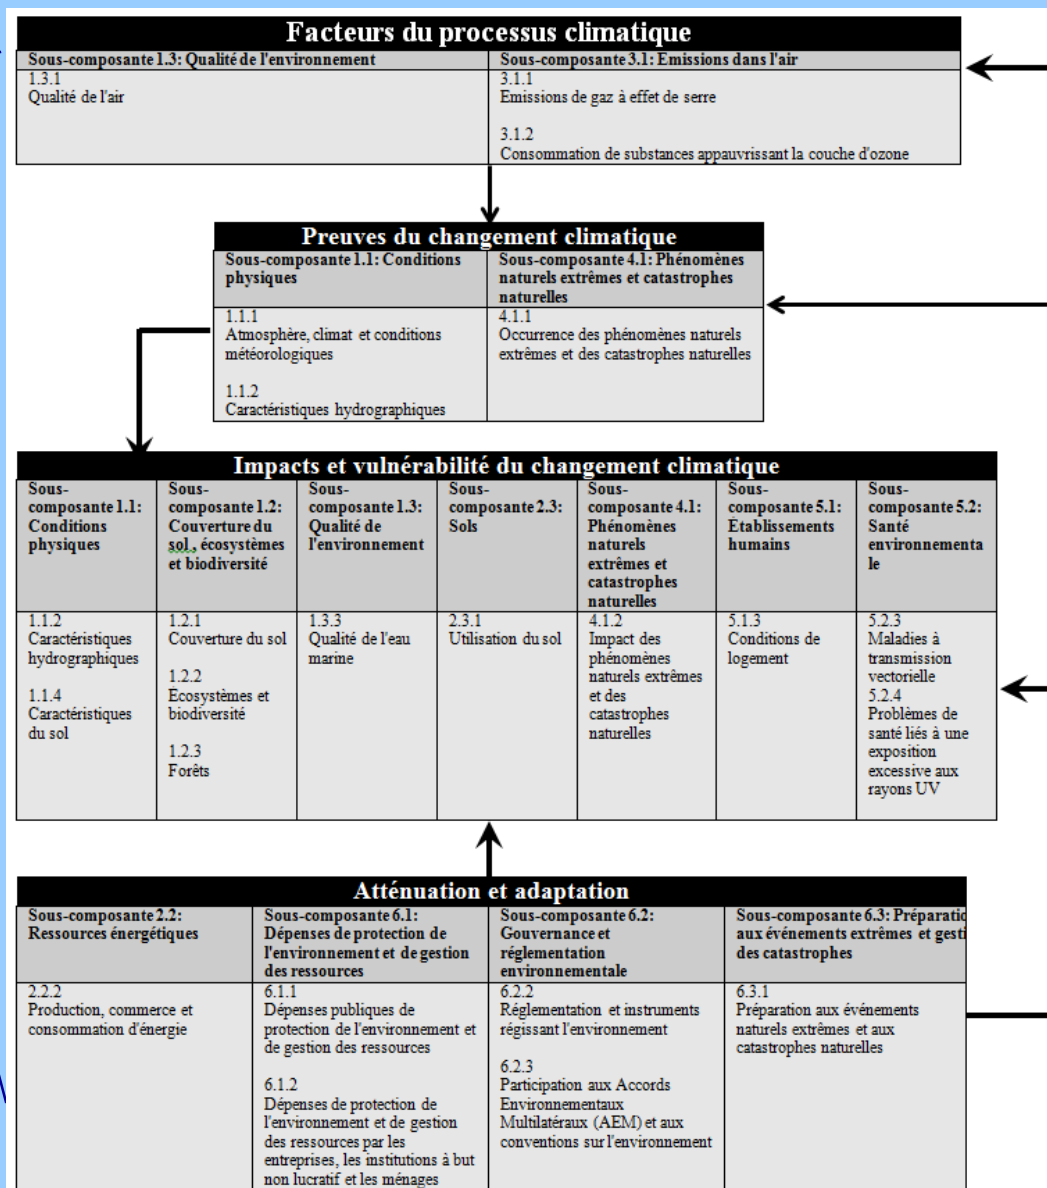 Facteurs du processus climatique
Sous-composante 1.3: Qualité de l'environnement
1.3.1
Qualité de l'air
Sous-composante 3.1: Emissions dans l'air
3.1.1
Emissions de gaz à effet de serre
3.1.2
Consommation de substances appauvrissant la couche d'ozone
Preuves du changement climatique
Sous-composante 1.1: Conditions
physiques
1.1.1
Atmosphère, climat et conditions
météorologiques
1.1.2
Caractéristiques hydrographiques
Sous-composante 4.1: Phénomènes
naturels extrêmes et catastrophes
naturelles
4.1.1
Occurrence des phénomènes naturels
extrêmes et des catastrophes naturelles
Impacts et vulnérabilité du changement climatique
Sous-
composante 1.1:
Conditions
physiques
1.1.2
Caractéristiques
hydrographiques
1.1.4
Caractéristiques
du sol
Sous-
composante 1.2:
Couverture du
sol , écosystèmes
et biodiversité
1.2.1
Couverture du sol
1.2.2
Écosystèmes et
biodiversité
1.2.3
Forêts
Sous-
composante 1.3:
Qualité de
l'environnement
1.3.3
Qualité de l'eau
marine
Sous-
composante 2.3:
Sols
2.3.1
Utilisation du sol
Sous-
composante 4.1:
Phénomènes
naturels
extrêmes et
catastrophes
naturelles
4.1.2
Impact des
phénomènes
naturels extrêmes
et des
catastrophes
naturelles
Sous-
composante 5.1:
Établissements
humains
5.1.3
Conditions de
logement
Sous-
composante 5.2:
Santé
environnementa
le
5.2.3
Maladies à
transmission
vectorielle
5.2.4
Problèmes de
santé liés à une
exposition
excessive aux
rayons UV
Atténuation et adaptation
Sous-composante 2.2:
Ressources énergétiques
2.2.2
Production, commerce et
consommation d'énergie
Sous-composante 6.1:
Dépenses de protection de
l'environnement et de gestion
des ressources
6.1.1
Dépenses publiques de
protection de l'environnement et
de gestion des ressources
6.1.2
Dépenses de protection de
l'environnement et de gestion
des ressources par les
entreprises, les institutions à but
non lucratif et les ménages
Sous-composante 6.2:
Gouvernance et
réglementation
environnementale
6.2.2
Réglementation et instruments
régissant l'environnement
6.2.3
Participation aux Accords
Environnementaux
Multilatéraux (AEM) et aux
conventions sur l'environnement
Sous-composante 6.3: Préparatio
aux événements extrêmes et gesti
des catastrophes
6.3.1
Préparation aux événements
naturels extrêmes et aux
catastrophes naturelles